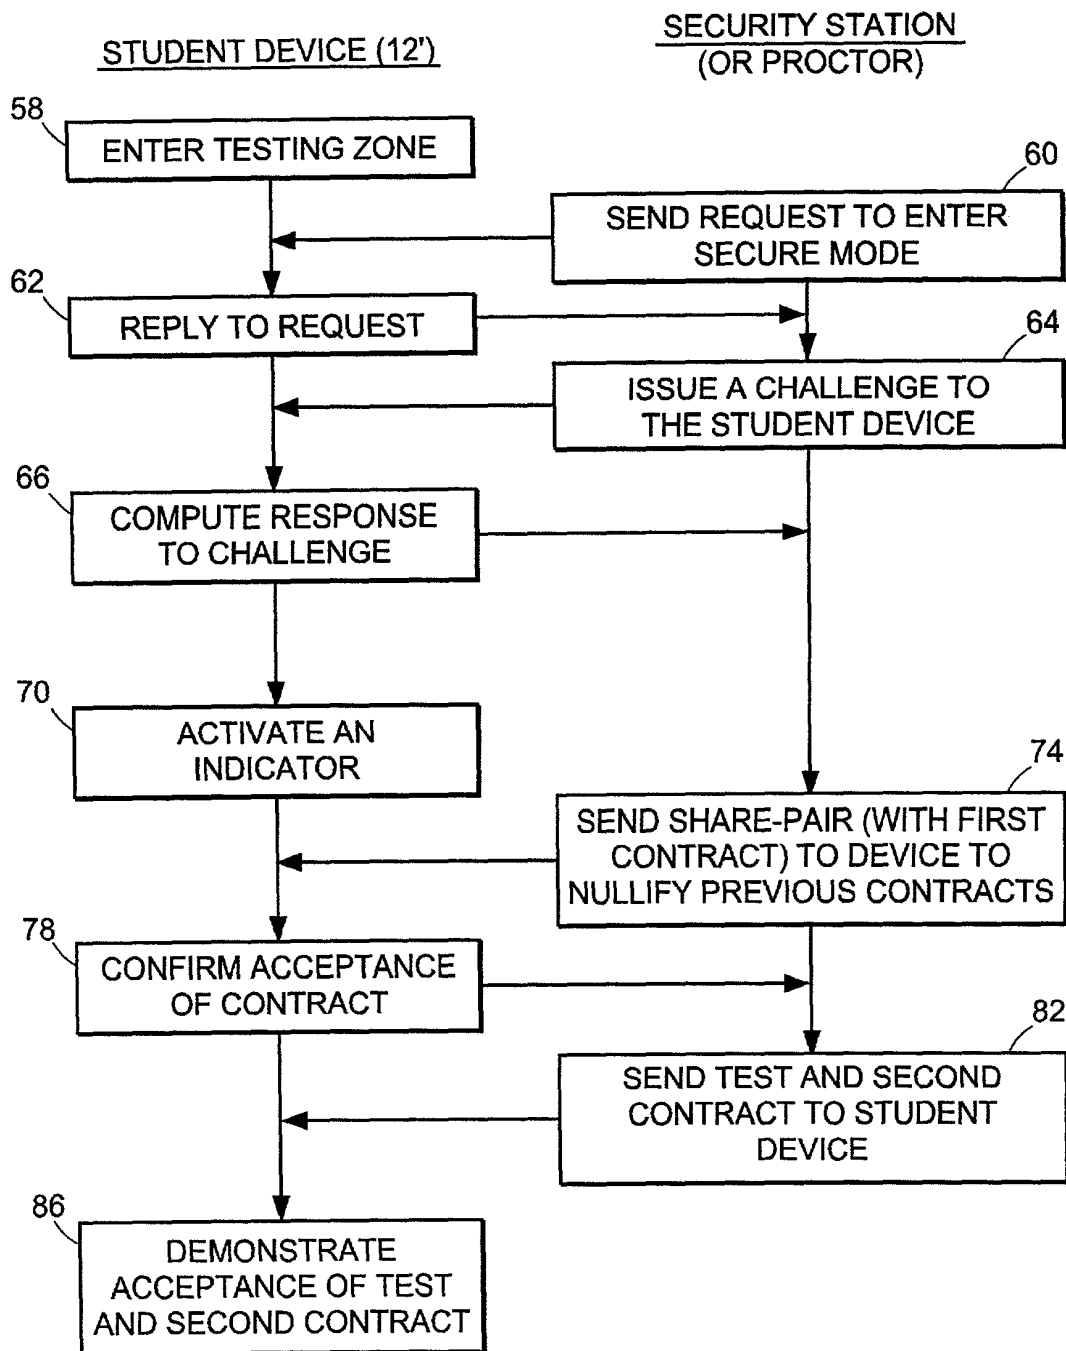 STUDENT DEVICE (12')
SECURITY STATION
(OR PROCTOR)
58
ENTER TESTING ZONE
60
SEND REQUEST TO ENTER
SECURE MODE
62
REPLY TO REQUEST
64
ISSUE A CHALLENGE TO
THE STUDENT DEVICE
66
COMPUTE RESPONSE
TO CHALLENGE
70
ACTIVATE AN
INDICATOR
74
SEND SHARE-PAIR (WITH FIRST
CONTRACT) TO DEVICE TO
NULLIFY PREVIOUS CONTRACTS
78
CONFIRM ACCEPTANCE
OF CONTRACT
82
SEND TEST AND SECOND
CONTRACT TO STUDENT
DEVICE
86
DEMONSTRATE
ACCEPTANCE OF TEST
AND SECOND CONTRACT